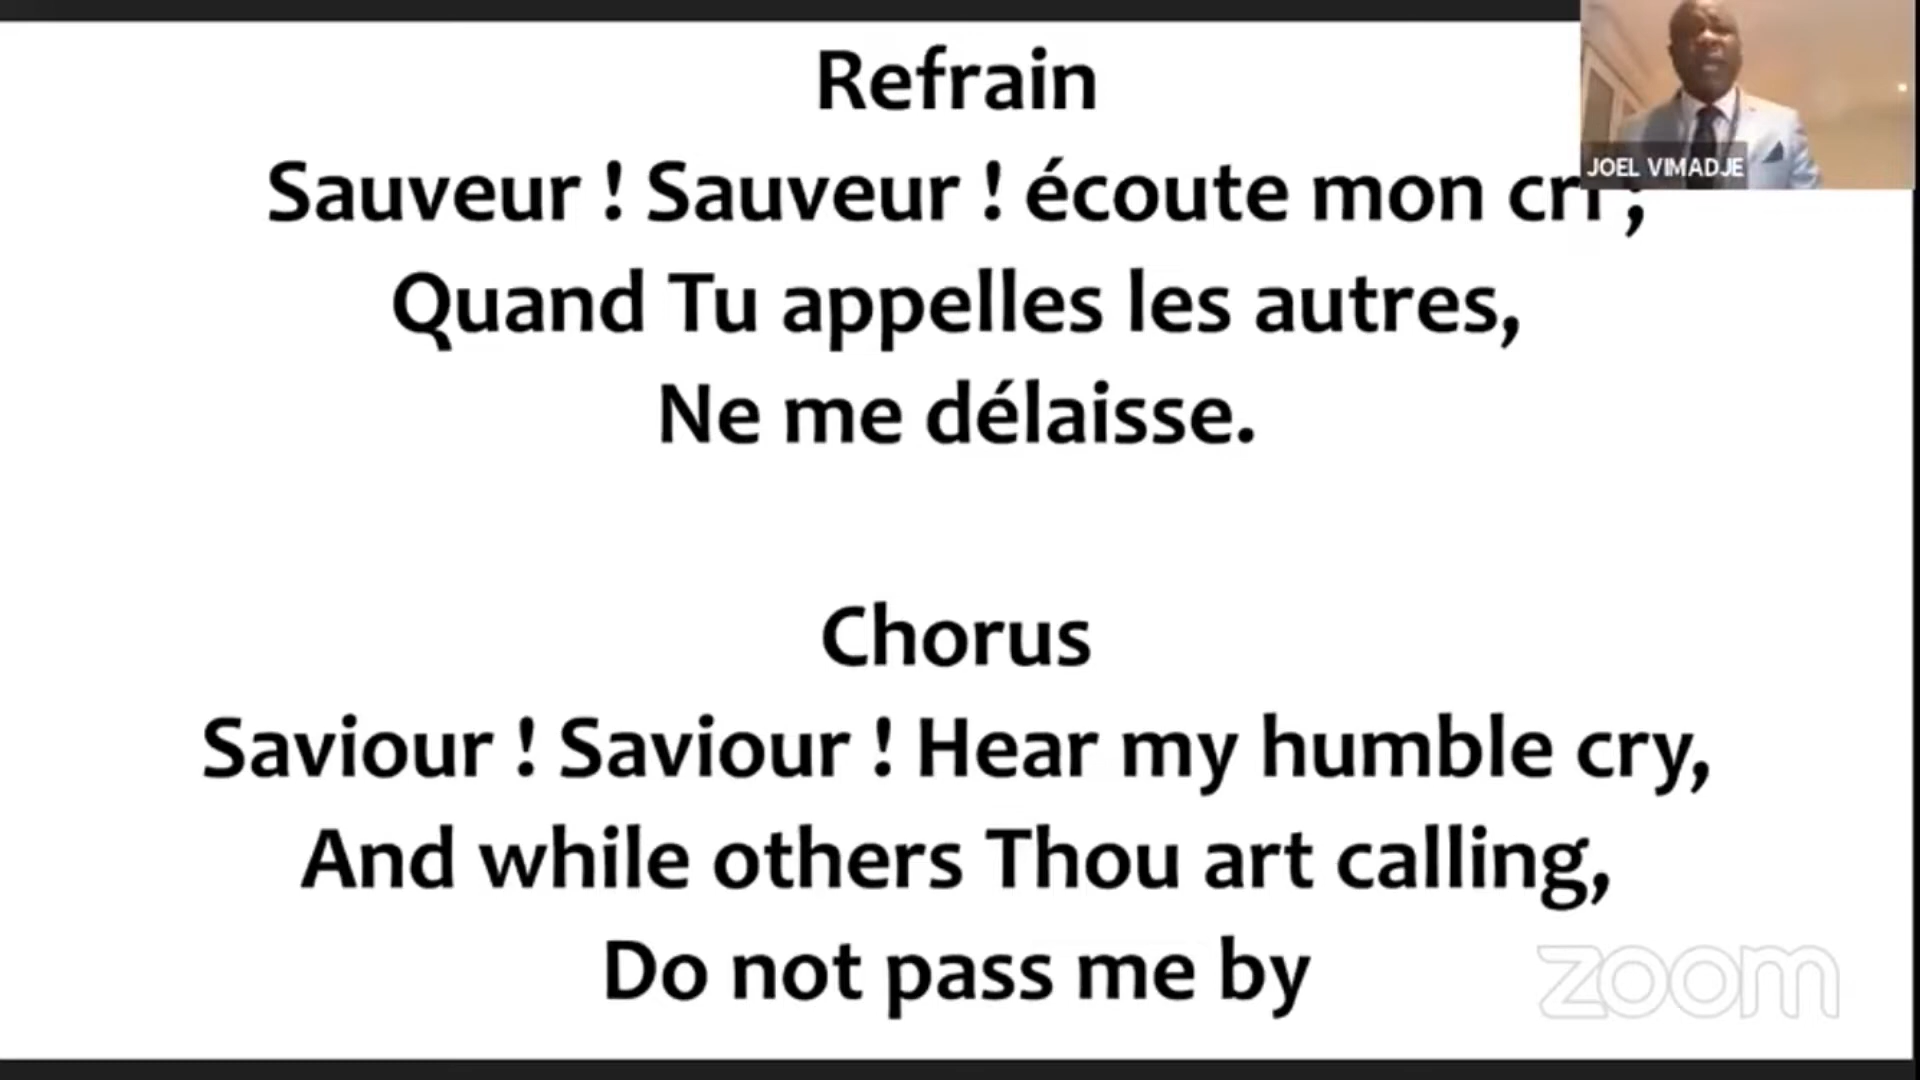 Refrain
Sauveur ! Sauveur ! écoute mon cri ;
Quand Tu appelles les autres,
Ne me délaisse.
Chorus
Saviour ! Saviour ! Hear my humble cry,
And while others Thou art calling,
Do not pass me by
JOEL VIMADJE
zoom